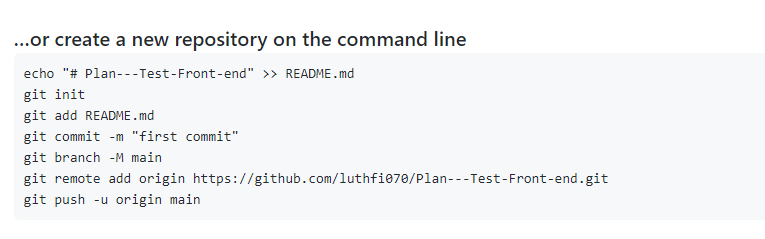 ...or create a new repository on the command line
echo "# Plan---Test-Front-end" >> README.md
git init
git add README.md
git commit -m "first commit"
git branch -M main
git remote add origin https://github.com/luthfi070/Plan---Test-Front-end.git
git push -u origin main